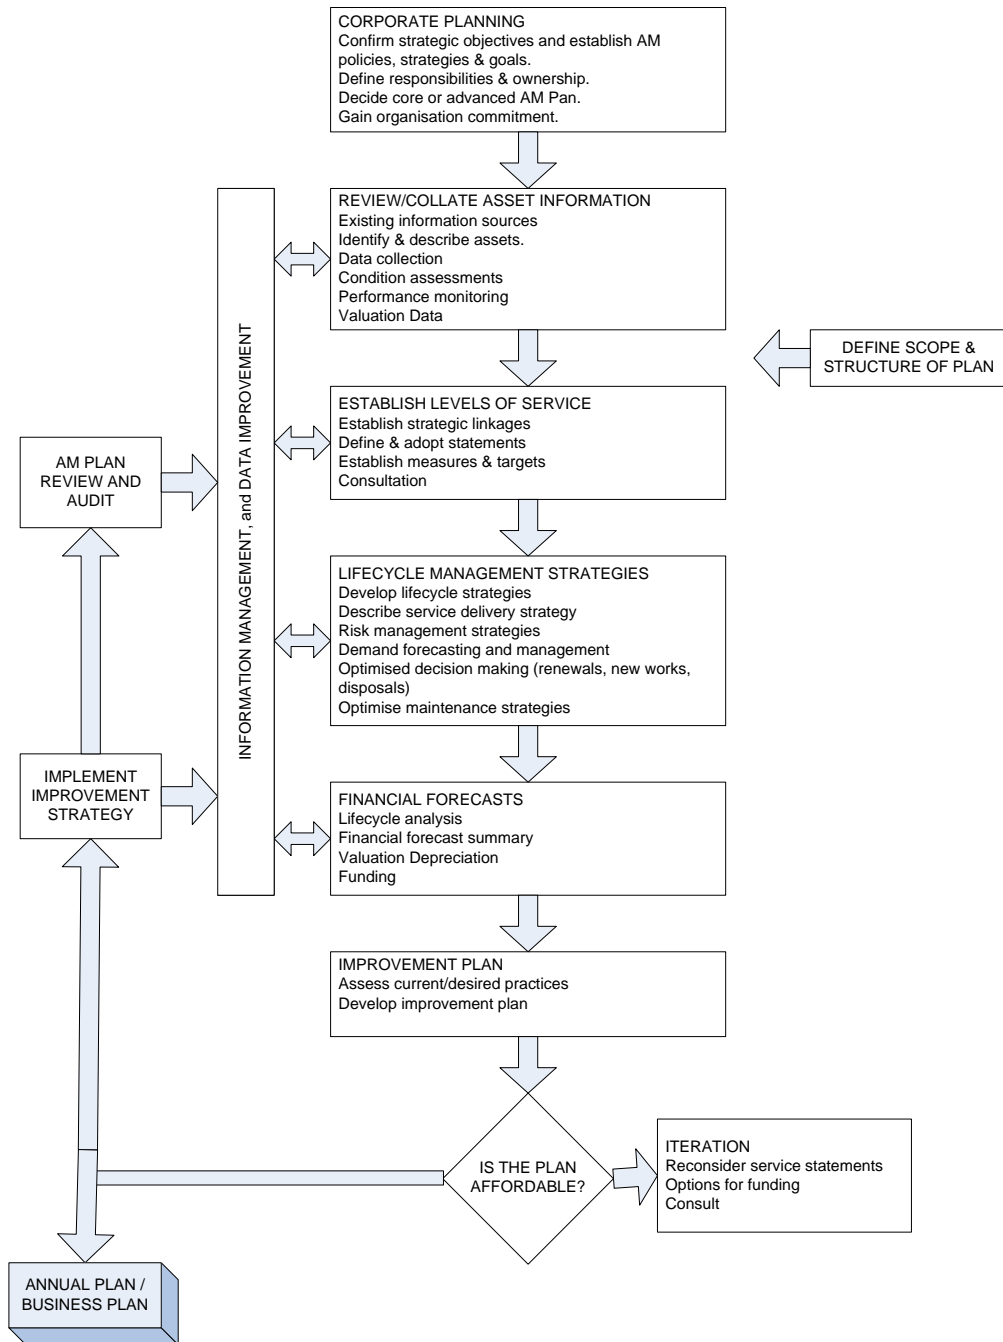 CORPORATE PLANNING
Confirm strategic objectives and establish AM
policies, strategies & goals.
Define responsibilities & ownership.
Decide core or advanced AM Pan.
Gain organisation commitment.
REVIEW/COLLATE ASSET INFORMATION
Existing information sources
Identify & describe assets.
Data collection
Condition assessments
Performance monitoring
Valuation Data
DEFINE SCOPE &
STRUCTURE OF PLAN
INFORMATION MANAGEMENT, and DATA IMPROVEMENT
ESTABLISH LEVELS OF SERVICE
Establish strategic linkages
Define & adopt statements
Establish measures & targets
Consultation
AM PLAN
REVIEW AND
AUDIT
LIFECYCLE MANAGEMENT STRATEGIES
Develop lifecycle strategies
Describe service delivery strategy
Risk management strategies
Demand forecasting and management
Optimised decision making (renewals, new works,
disposals)
Optimise maintenance strategies
IMPLEMENT
IMPROVEMENT
STRATEGY
FINANCIAL FORECASTS
Lifecycle analysis
Financial forecast summary
Valuation Depreciation
Funding
IMPROVEMENT PLAN
Assess current/desired practices
Develop improvement plan
IS THE PLAN
AFFORDABLE?
ITERATION
Reconsider service statements
Options for funding
Consult
ANNUAL PLAN /
BUSINESS PLAN